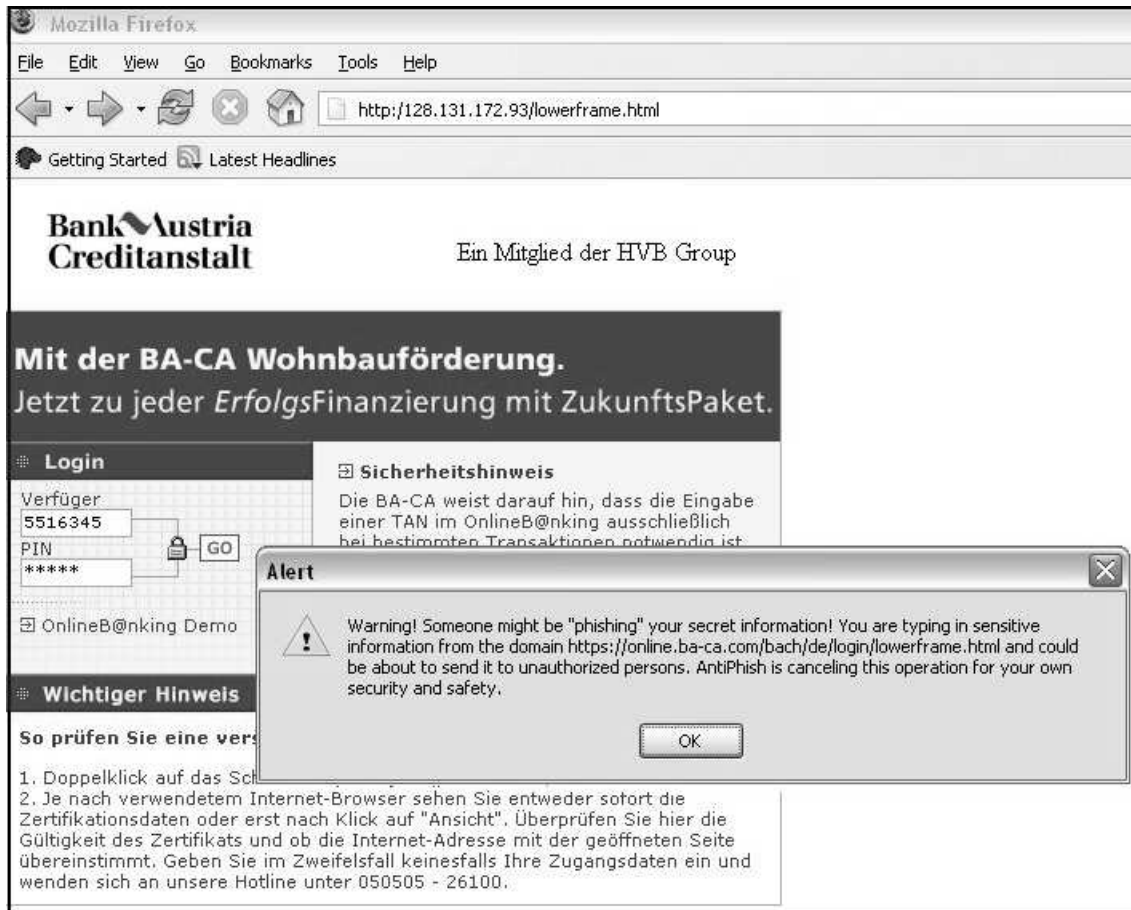 Mozilla Firefox
File Edit View Go Bookmarks Tools Help
http:/128.131.172.93/lowerframe.html
Getting Started Latest Headlines
Bank Austria
Creditanstalt
Ein Mitglied der HVB Group
Mit der BA-CA Wohnbauförderung.
Jetzt zu jeder ErfolgsFinanzierung mit ZukunftsPaket.
Login
Verfüger
5516345
PIN
*****
GO
OnlineB@nking Demo
Sicherheitshinweis
Die BA-CA weist darauf hin, dass die Eingabe
einer TAN im OnlineB@nking ausschließlich
bei bestimmten Transaktionen notwendig ist
Alert
Warning! Someone might be "phishing" your secret information! You are typing in sensitive
information from the domain https://online.ba-ca.com/bach/de/login/lowerframe.html and could
be about to send it to unauthorized persons. AntiPhish is canceling this operation for your own
security and safety.
OK
Wichtiger Hinweis
So prüfen Sie eine
1. Doppelklick auf das
2. Je nach verwendetem Internet-Browser sehen Sie entweder sofort die
Zertifikationsdaten oder erst nach Klick auf "Ansicht". Überprüfen Sie hier die
Gültigkeit des Zertifikats und ob die Internet-Adresse mit der geöffneten Seite
übereinstimmt. Geben Sie im Zweifelsfall keinesfalls Ihre Zugangsdaten ein und
wenden sich an unsere Hotline unter 050505 - 26100.